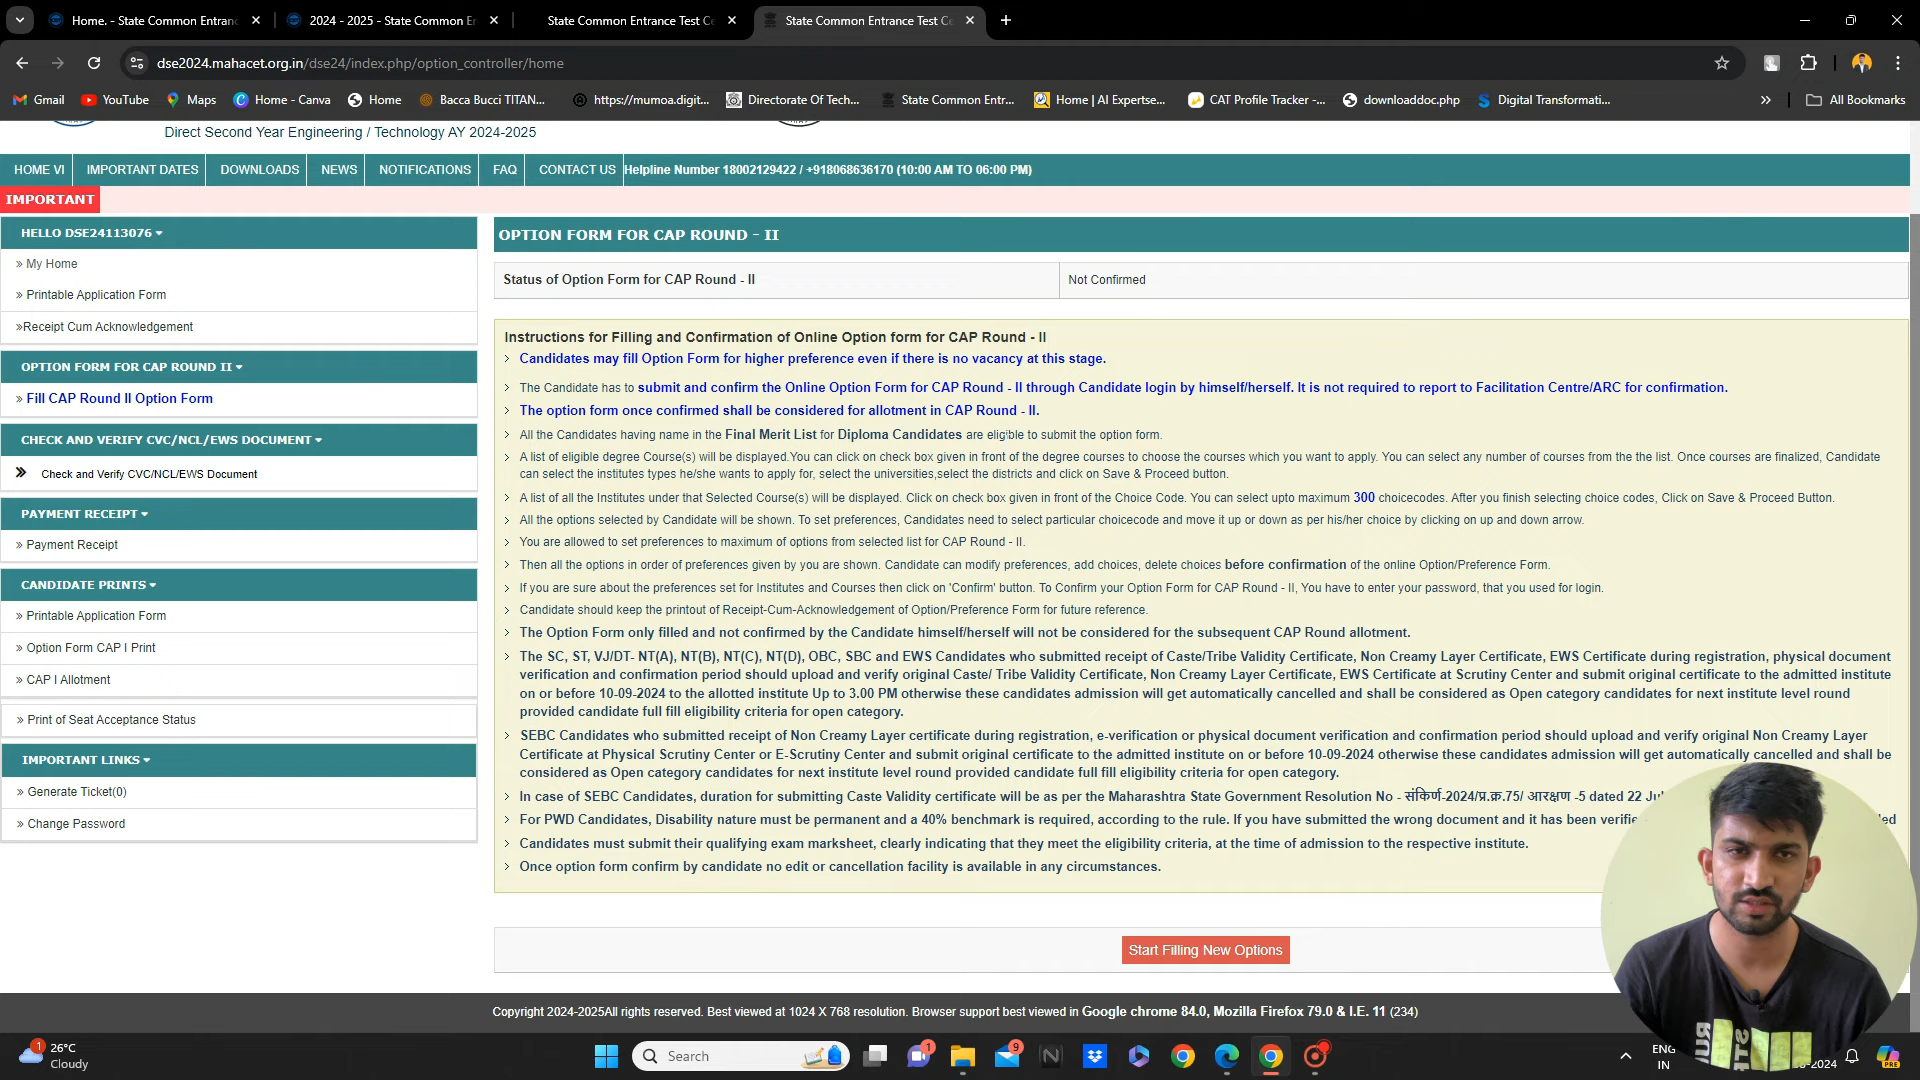 Home. - State Common Entranc
2024 - 2025 - State Common E
State Common Entrance Test Ce
State Common Entrance Test Ce
dse2024.mahacet.org.in/dse24/index.php/option_controller/home
Gmail
YouTube
Maps
Home - Canva
Home
Bacca Bucci TITAN...
https://mumoa.digit...
Directorate Of Tech...
State Common Entr...
Home | AI Expertse...
CAT Profile Tracker -...
downloaddoc.php
Digital Transformati...
All Bookmarks
Direct Second Year Engineering / Technology AY 2024-2025
HOME VI
IMPORTANT DATES
DOWNLOADS
NEWS
NOTIFICATIONS
FAQ
CONTACT US
Helpline Number 18002129422 / +918068636170 (10:00 AM TO 06:00 PM)
IMPORTANT
HELLO DSE24113076
» My Home
» Printable Application Form
»Receipt Cum Acknowledgement
OPTION FORM FOR CAP ROUND II
» Fill CAP Round II Option Form
CHECK AND VERIFY CVC/NCL/EWS DOCUMENT
» Check and Verify CVC/NCL/EWS Document
PAYMENT RECEIPT
» Payment Receipt
CANDIDATE PRINTS
» Printable Application Form
» Option Form CAP I Print
» CAP I Allotment
» Print of Seat Acceptance Status
IMPORTANT LINKS
» Generate Ticket(0)
» Change Password
OPTION FORM FOR CAP ROUND - II
Status of Option Form for CAP Round - II
Not Confirmed
Instructions for Filling and Confirmation of Online Option form for CAP Round - II
Candidates may fill Option Form for higher preference even if there is no vacancy at this stage.
The Candidate has to submit and confirm the Online Option Form for CAP Round - II through Candidate login by himself/herself. It is not required to report to Facilitation Centre/ARC for confirmation.
The option form once confirmed shall be considered for allotment in CAP Round - II.
All the Candidates having name in the Final Merit List for Diploma Candidates are eligible to submit the option form.
A list of eligible degree Course(s) will be displayed.You can click on check box given in front of the degree courses to choose the courses which you want to apply. You can select any number of courses from the the list. Once courses are finalized, Candidate
can select the institutes types he/she wants to apply for, select the universities,select the districts and click on Save & Proceed button.
A list of all the Institutes under that Selected Course(s) will be displayed. Click on check box given in front of the Choice Code. You can select upto maximum 300 choicecodes. After you finish selecting choice codes, Click on Save & Proceed Button.
All the options selected by Candidate will be shown. To set preferences, Candidates need to select particular choicecode and move it up or down as per his/her choice by clicking on up and down arrow.
You are allowed to set preferences to maximum of options from selected list for CAP Round - II.
Then all the options in order of preferences given by you are shown. Candidate can modify preferences, add choices, delete choices before confirmation of the online Option/Preference Form.
If you are sure about the preferences set for Institutes and Courses then click on 'Confirm' button. To Confirm your Option Form for CAP Round - II, You have to enter your password, that you used for login.
Candidate should keep the printout of Receipt-Cum-Acknowledgement of Option/Preference Form for future reference.
The Option Form only filled and not confirmed by the Candidate himself/herself will not be considered for the subsequent CAP Round allotment.
The SC, ST, VJ/DT- NT(A), NT(B), NT(C), NT(D), OBC, SBC and EWS Candidates who submitted receipt of Caste/Tribe Validity Certificate, Non Creamy Layer Certificate, EWS Certificate during registration, physical document
verification and confirmation period should upload and verify original Caste/ Tribe Validity Certificate, Non Creamy Layer Certificate, EWS Certificate at Scrutiny Center and submit original certificate to the admitted institute
on or before 10-09-2024 to the allotted institute Up to 3.00 PM otherwise these candidates admission will get automatically cancelled and shall be considered as Open category candidates for next institute level round
provided candidate full fill eligibility criteria for open category.
SEBC Candidates who submitted receipt of Non Creamy Layer certificate during registration, e-verification or physical document verification and confirmation period should upload and verify original Non Creamy Layer
Certificate at Physical Scrutiny Center or E-Scrutiny Center and submit original certificate to the admitted institute on or before 10-09-2024 otherwise these candidates admission will get automatically cancelled and shall be
considered as Open category candidates for next institute level round provided candidate full fill eligibility criteria for open category.
In case of SEBC Candidates, duration for submitting Caste Validity certificate will be as per the Maharashtra State Government Resolution No - संकिर्ण-2024/प्र.क्र.75/ आरक्षण -5 dated 22 Jul
For PWD Candidates, Disability nature must be permanent and a 40% benchmark is required, according to the rule. If you have submitted the wrong document and it has been verifie ed
Candidates must submit their qualifying exam marksheet, clearly indicating that they meet the eligibility criteria, at the time of admission to the respective institute.
Once option form confirm by candidate no edit or cancellation facility is available in any circumstances.
Start Filling New Options
Copyright 2024-2025All rights reserved. Best viewed at 1024 X 768 resolution. Browser support best viewed in Google chrome 84.0, Mozilla Firefox 79.0 & I.E. 11 (234)
1
26°C
Cloudy
Search
1
9
ENG
IN
-2024
PRE